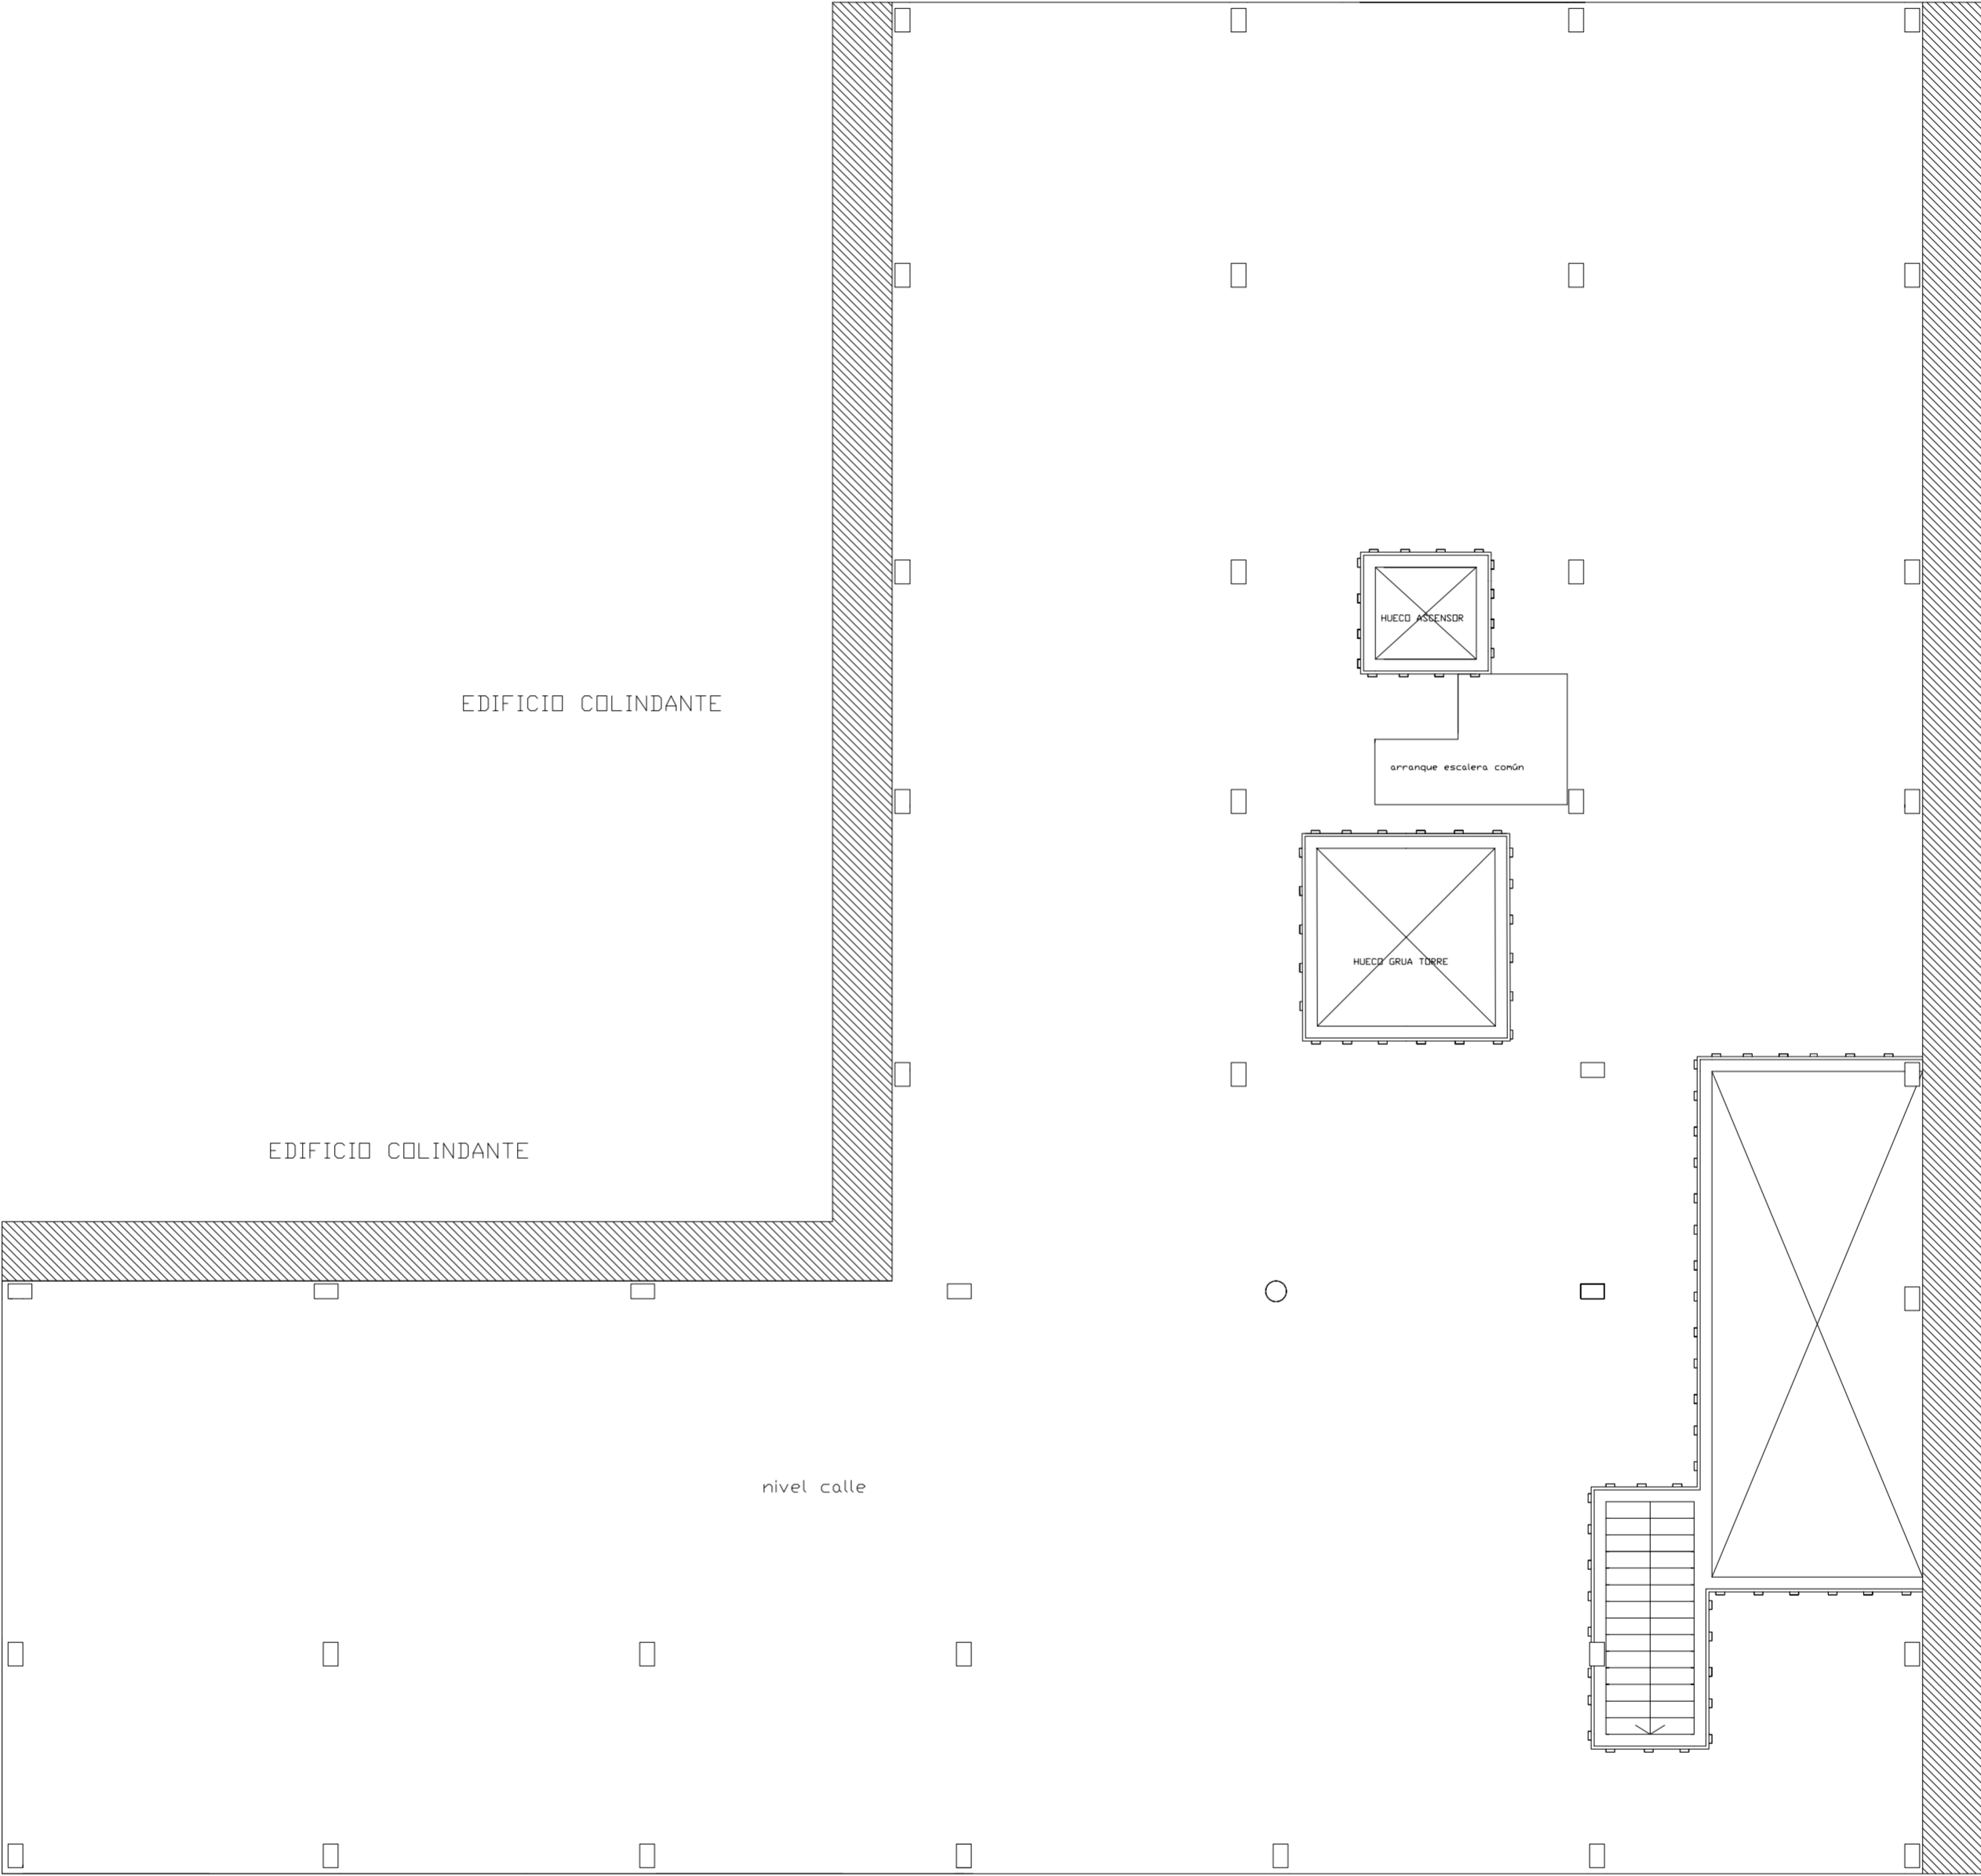 HUECO ASCENSOR
EDIFICIO COLINDANTE
arranque escalera común
HUECO GRUA TORRE
EDIFICIO COLINDANTE
nivel calle